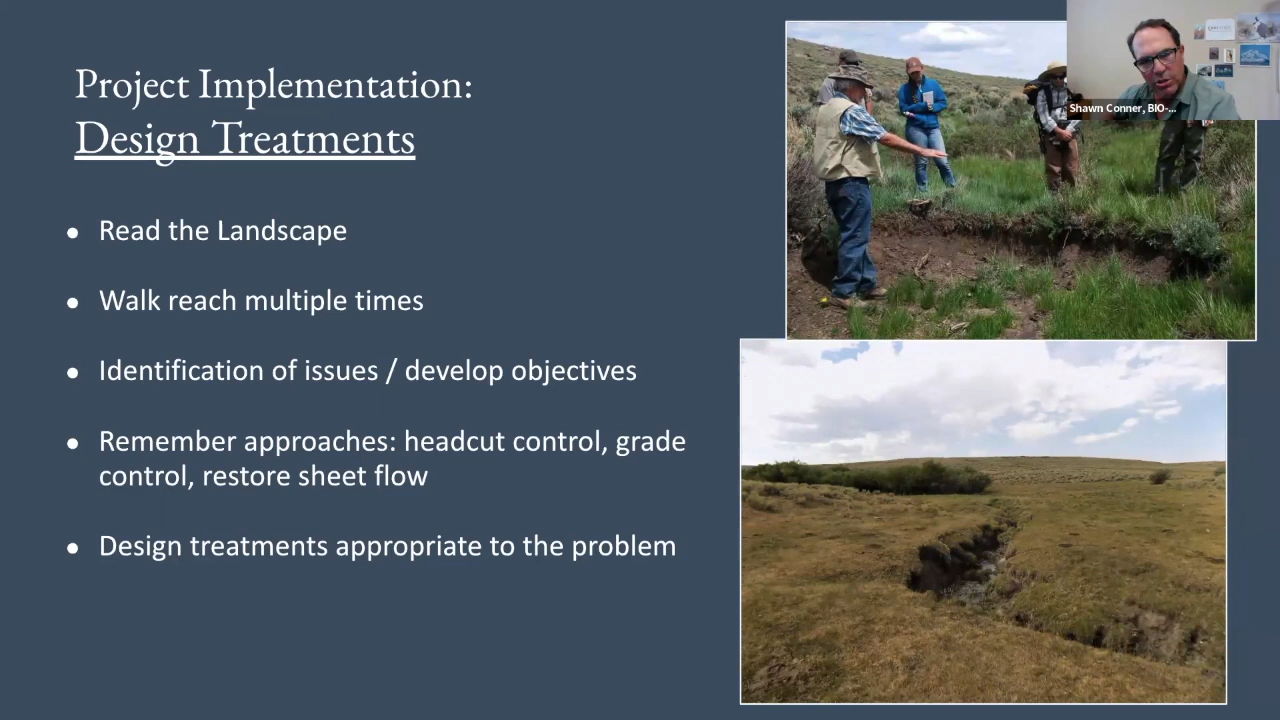 Project Implementation:
Design Treatments
● Read the Landscape
● Walk reach multiple times
● Identification of issues / develop objectives
● Remember approaches: headcut control, grade
control, restore sheet flow
● Design treatments appropriate to the problem
Shawn Conner, BIO-...